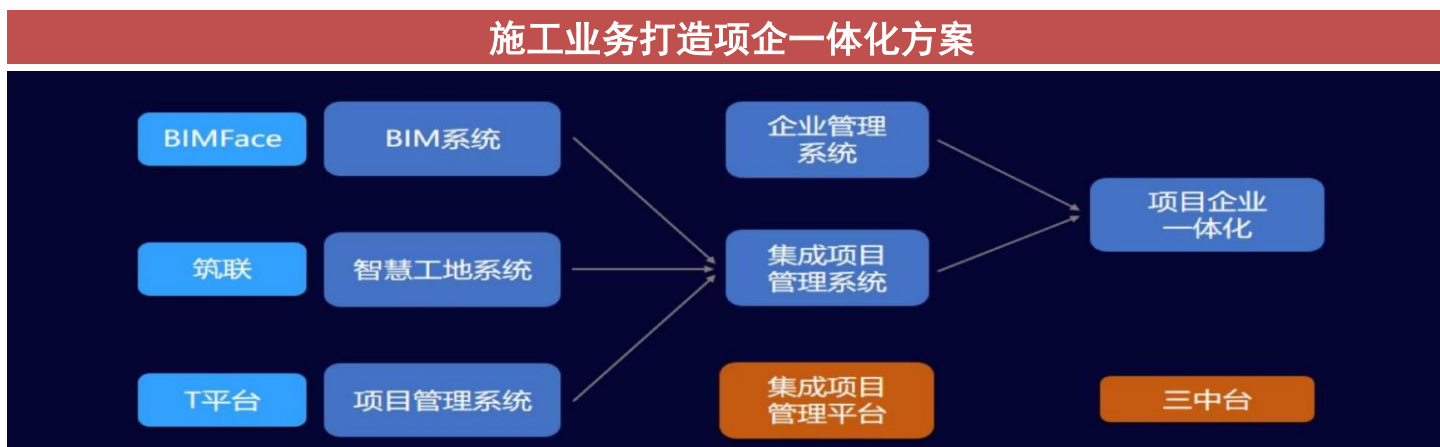 施工业务打造项企一体化方案
BIMFace
BIM系统
企业管理
系统
项目企业
一体化
筑联
智慧工地系统
集成项目
管理系统
T平台
项目管理系统
集成项目
管理平台
三中台